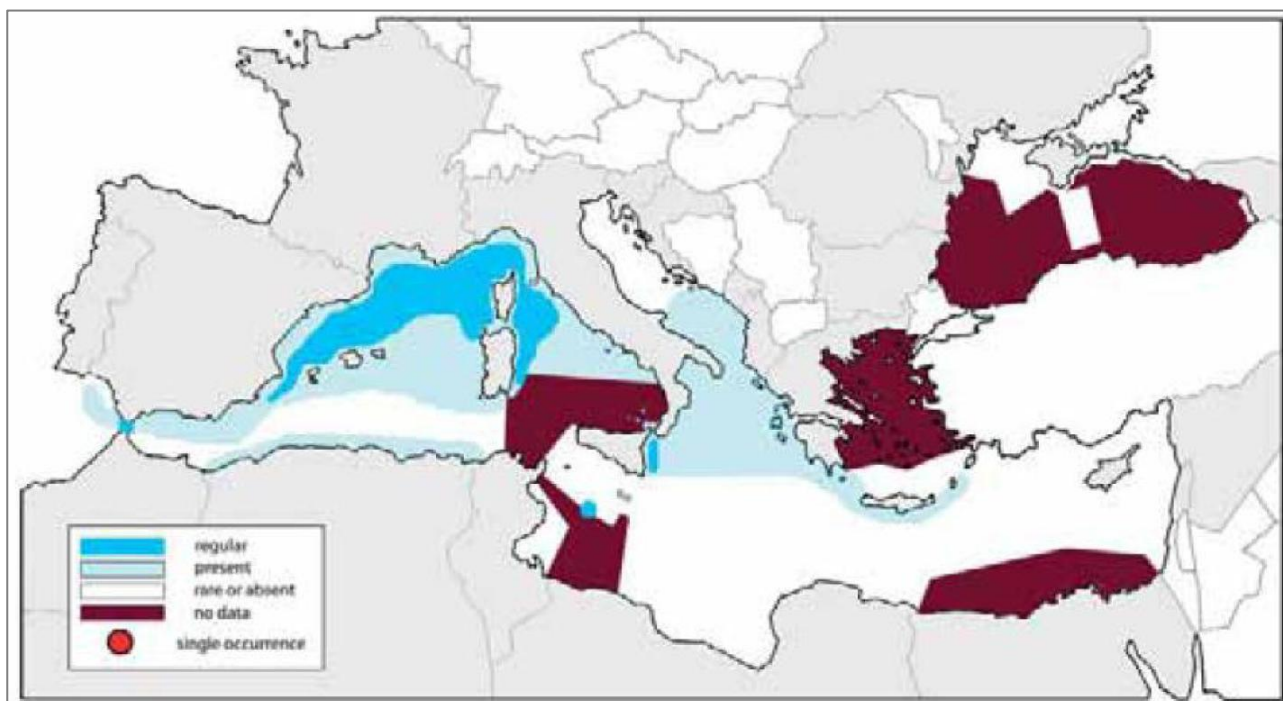 regular
present
rare or absent
no data
single occurrence